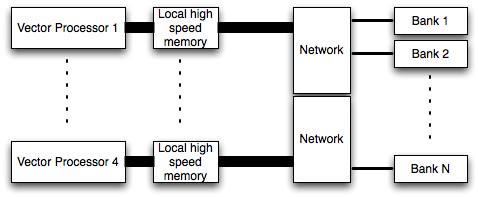 Vector Processor 1
Local high
speed
memory
Network
Bank 1
Bank 2
Vector Processor 4
Local high
speed
memory
Network
Bank N